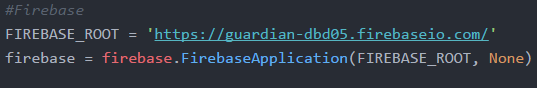 #Firebase
FIREBASE_ROOT = 'https://guardian-dbd05.firebaseio.com/'
firebase = firebase.FirebaseApplication(FIREBASE_ROOT, None)